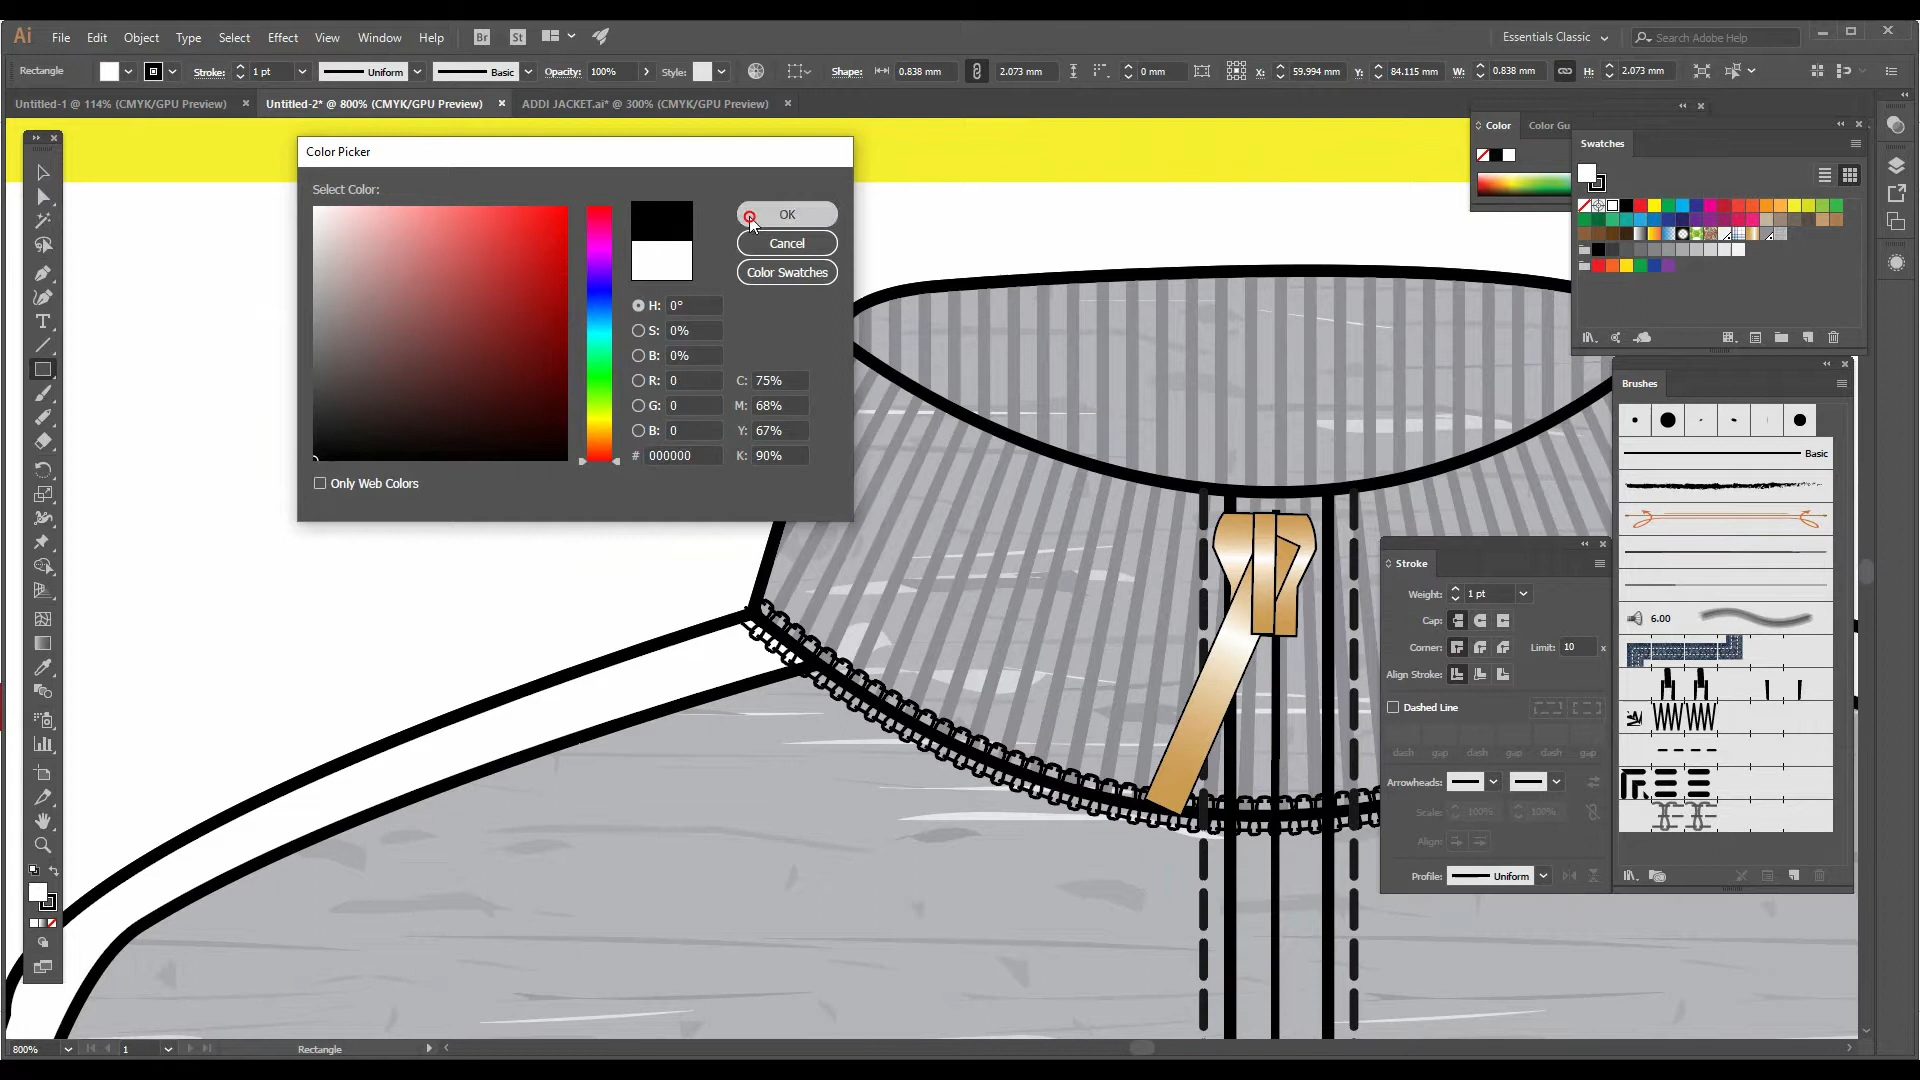 Ai File Edit Object Type Select Effect View Window Help Br St Essentials Classic Search Adobe Help
Rectangle Stroke: 1 pt Uniform Basic Opacity: 100% Style: Shape: 0.838 mm 2.073 mm 0 mm X: 59.994 mm Y: 84.115 mm W: 0.838 mm H: 2.073 mm
Untitled-1 @ 114% (CMYK/GPU Preview) × Untitled-2* @ 800% (CMYK/GPU Preview) × ADDI JACKET.ai* @ 300% (CMYK/GPU Preview) ×
Color Color Gu
Swatches
Color Picker
Select Color:
OK
Cancel
Color Swatches
H: 0°
S: 0%
B: 0%
R: 0 C: 75%
G: 0 M: 68%
B: 0 Y: 67%
# 000000 K: 90%
Only Web Colors
Brushes
Basic
6.00
Stroke
Weight: 1 pt
Cap:
Corner: Limit: 10 x
Align Stroke:
Dashed Line
dash gap dash gap dash gap
Arrowheads:
Scale: 100% 100%
Align:
Profile: Uniform
800% 1 Rectangle